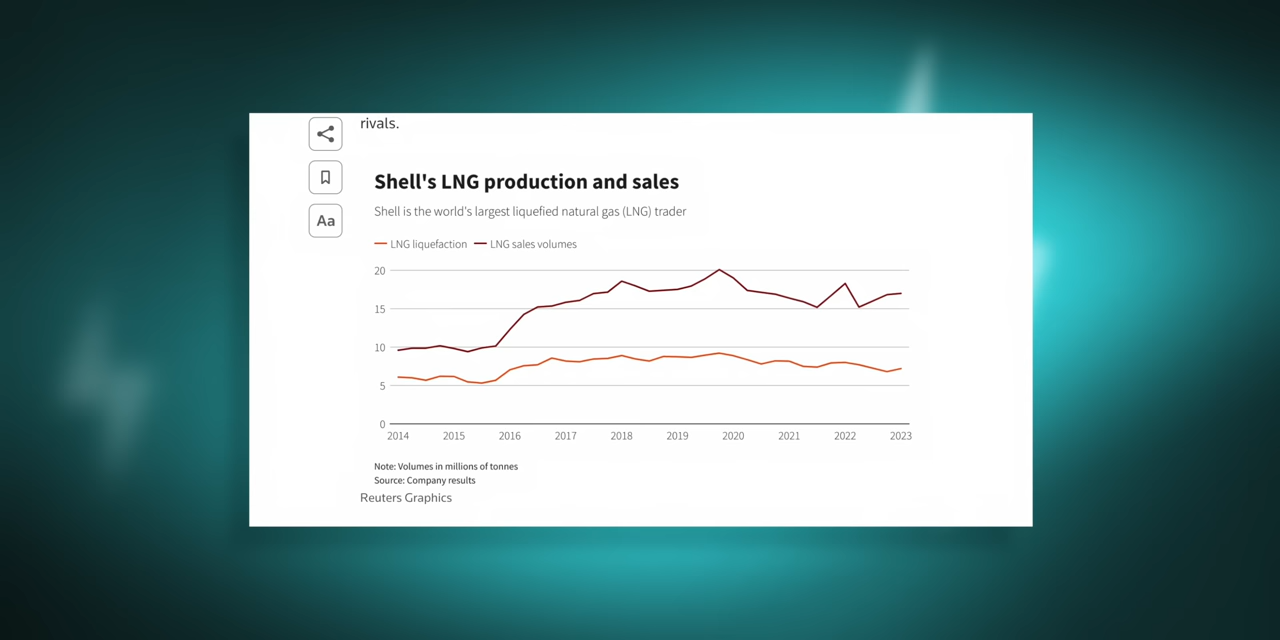 rivals.
Aa
Shell's LNG production and sales
Shell is the world's largest liquefied natural gas (LNG) trader
LNG liquefaction LNG sales volumes
20
15
10
5
0
2014 2015 2016 2017 2018 2019 2020 2021 2022 2023
Note: Volumes in millions of tonnes
Source: Company results
Reuters Graphics